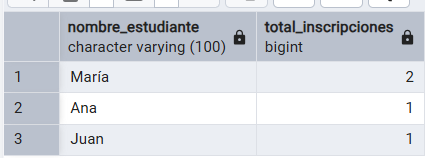 nombre_estudiante total_inscripciones
character varying (100) bigint
1 María 2
2 Ana 1
3 Juan 1